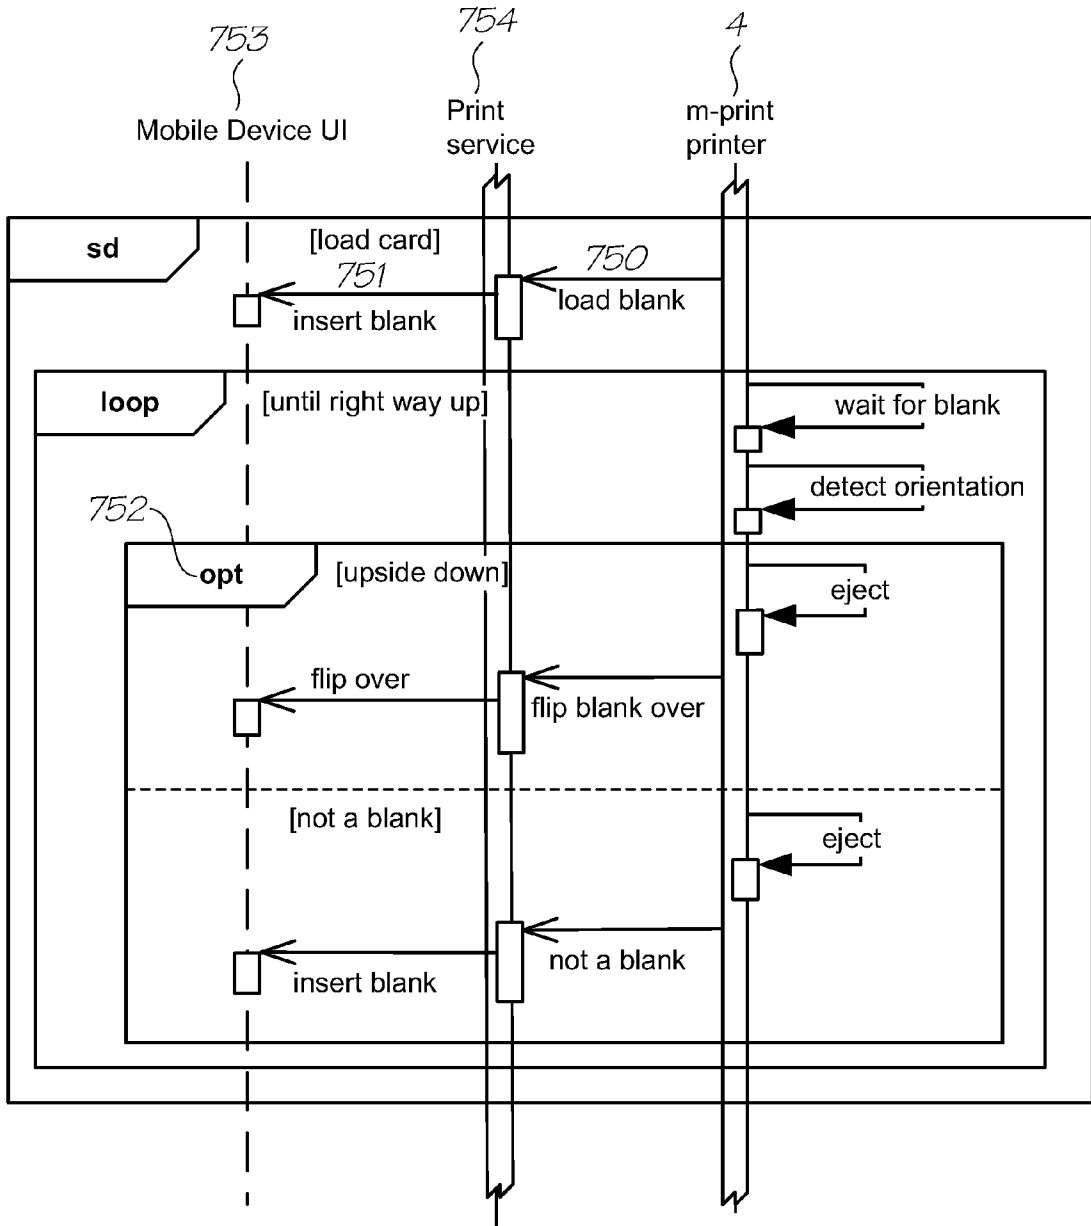 753
754
4
Mobile Device UI
Print
service
m-print
printer
sd
[load card]
750
751
load blank
insert blank
loop
[until right way up]
wait for blank
detect orientation
752
opt
[upside down]
eject
flip over
flip blank over
[not a blank]
eject
not a blank
insert blank